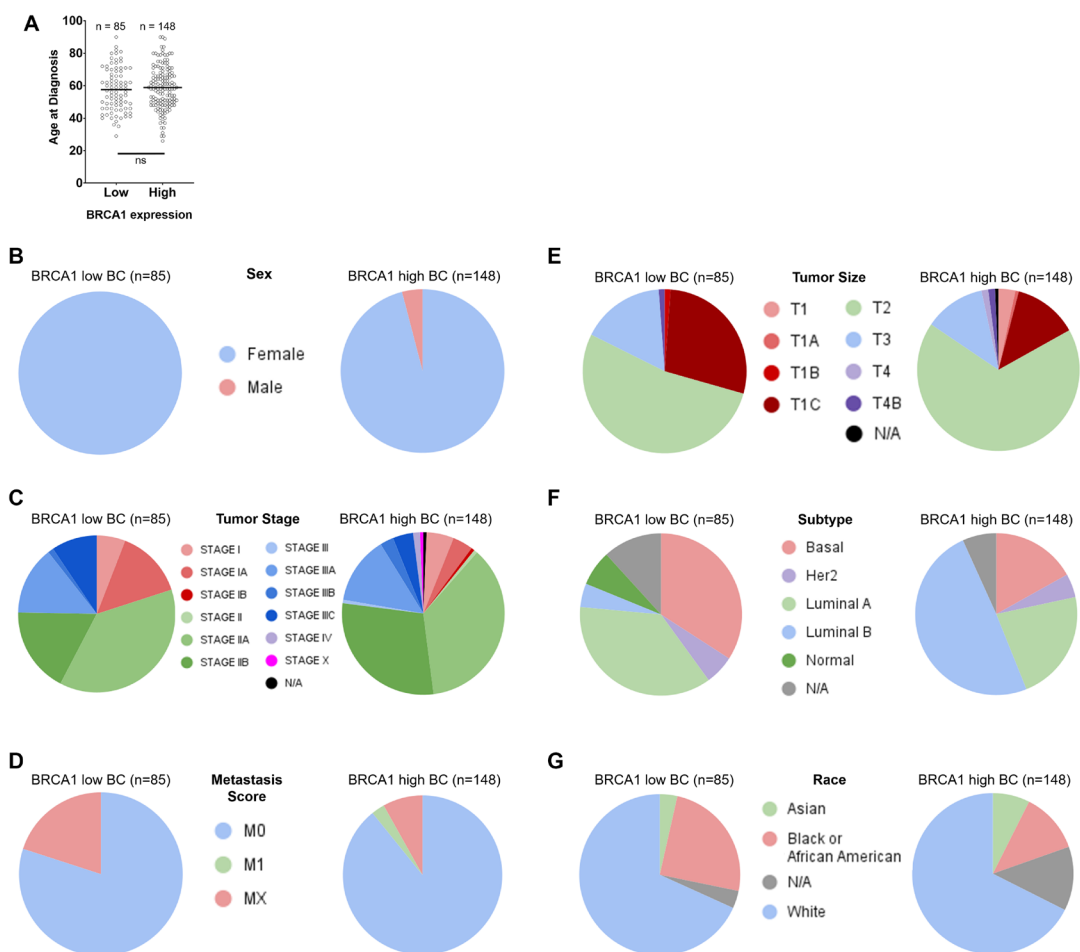 A
100
80
60
40
20
0
Age at Diagnosis
n = 85
n = 148
ns
Low
High
BRCA1 expression
B
BRCA1 low BC (n=85)
Sex
BRCA1 high BC (n=148)
Female
Male
C
BRCA1 low BC (n=85)
Tumor Stage
BRCA1 high BC (n=148)
STAGE I
STAGE IA
STAGE IB
STAGE II
STAGE IIA
STAGE IIB
STAGE III
STAGE IIIA
STAGE IIIB
STAGE IIIC
STAGE IV
STAGE X
N/A
D
BRCA1 low BC (n=85)
Metastasis
Score
BRCA1 high BC (n=148)
M0
M1
MX
E
BRCA1 low BC (n=85)
Tumor Size
BRCA1 high BC (n=148)
T1
T1A
T1B
T1C
T2
T3
T4
T4B
N/A
F
BRCA1 low BC (n=85)
Subtype
BRCA1 high BC (n=148)
Basal
Her2
Luminal A
Luminal B
Normal
N/A
G
BRCA1 low BC (n=85)
Race
BRCA1 high BC (n=148)
Asian
Black or
African American
N/A
White